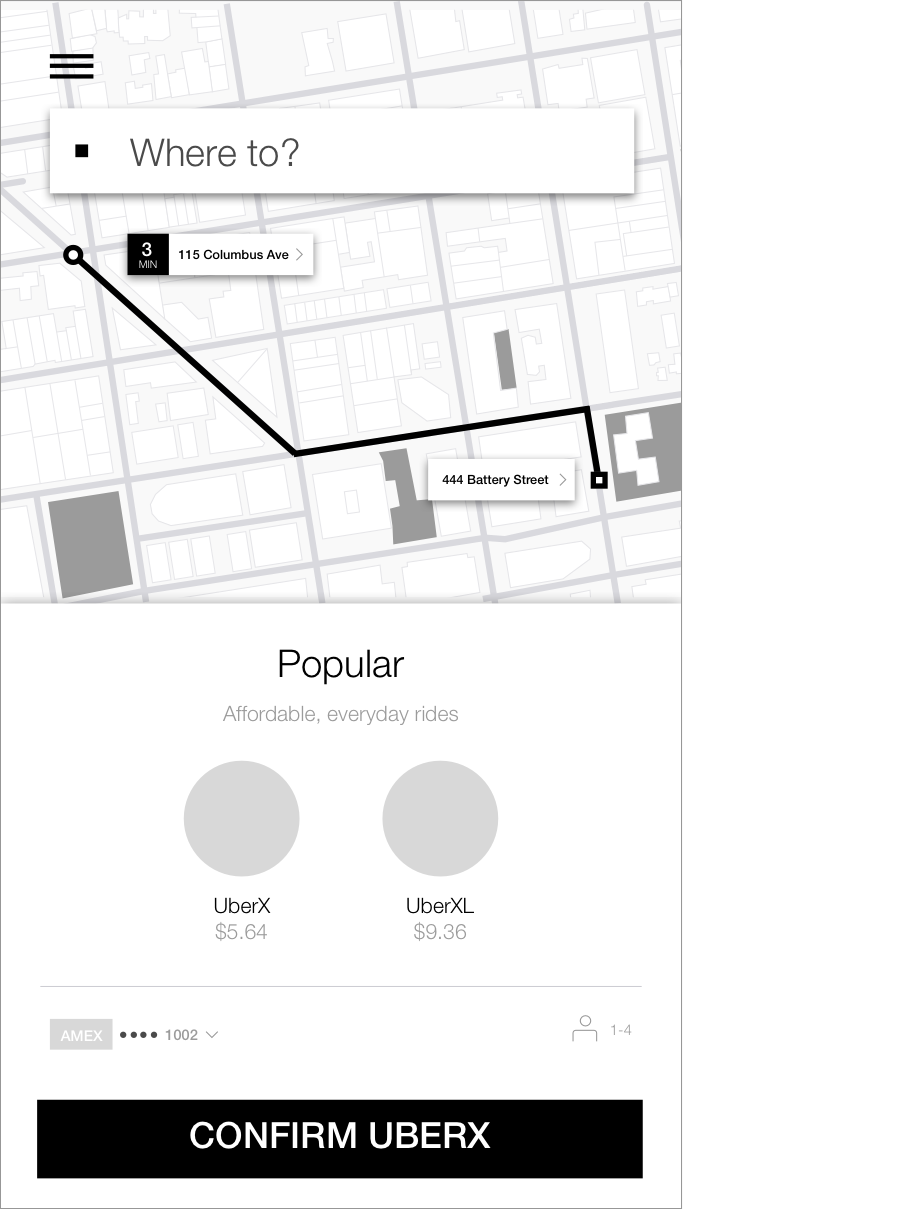 Where to?
3
MIN
115 Columbus Ave
444 Battery Street
Popular
Affordable, everyday rides
UberX
$5.64
UberXL
$9.36
AMEX •••• 1002
1-4
CONFIRM UBERX